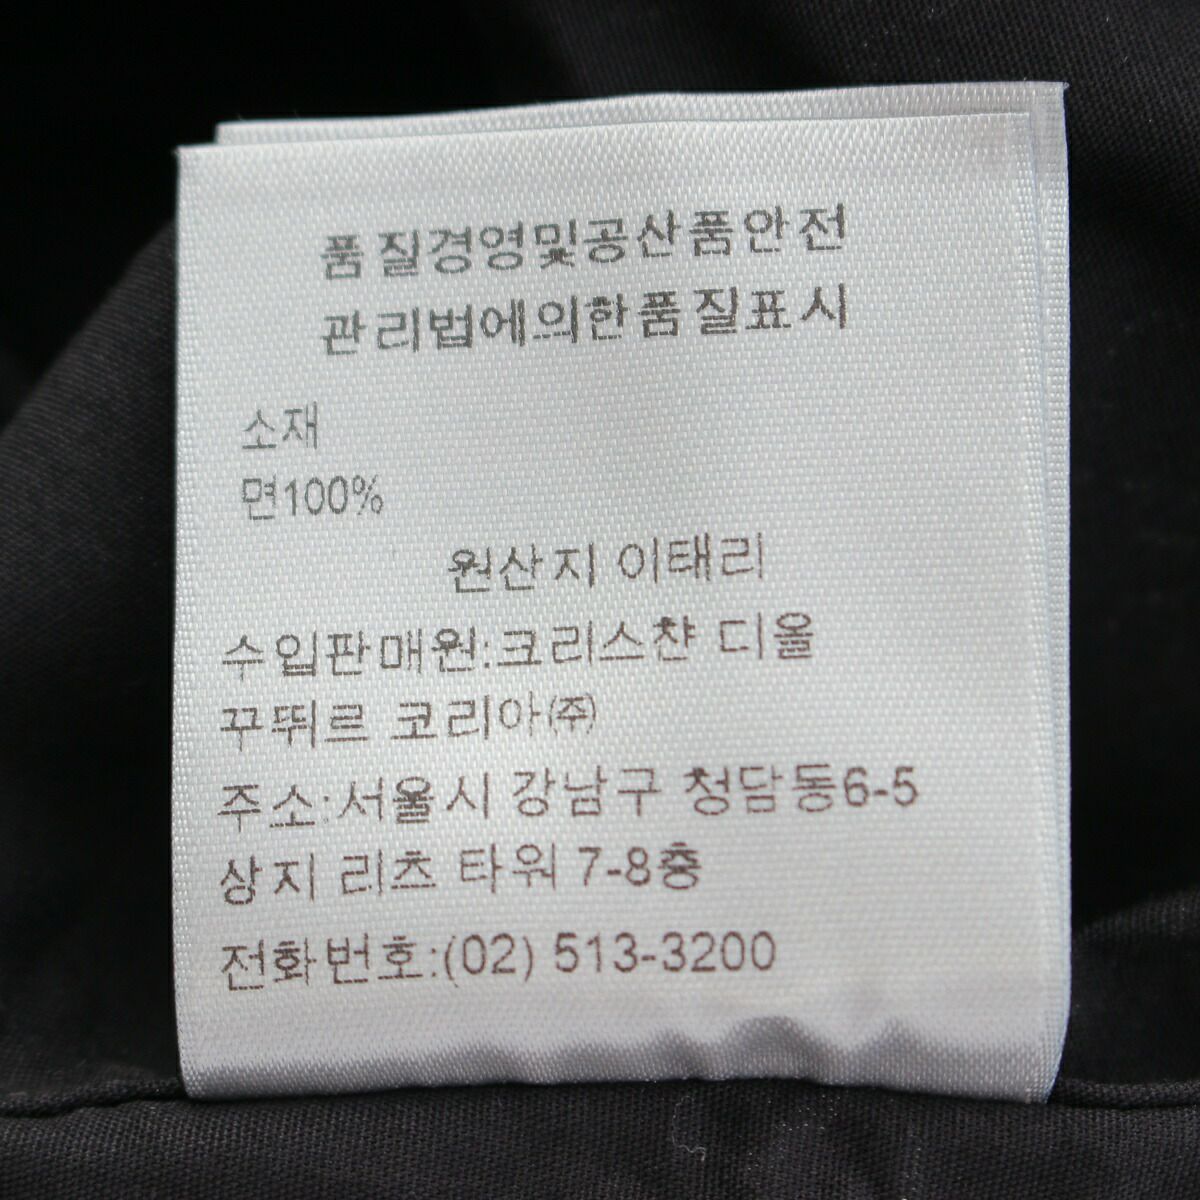 품질경영및공산품안전
관리법에의한품질표시
소재
면100%
원산지 이태리
수입판매원:크리스챤 디올
꾸뛰르 코리아㈜
주소:서울시 강남구 청담동6-5
상지 리츠 타워 7-8층
전화번호:(02) 513-3200